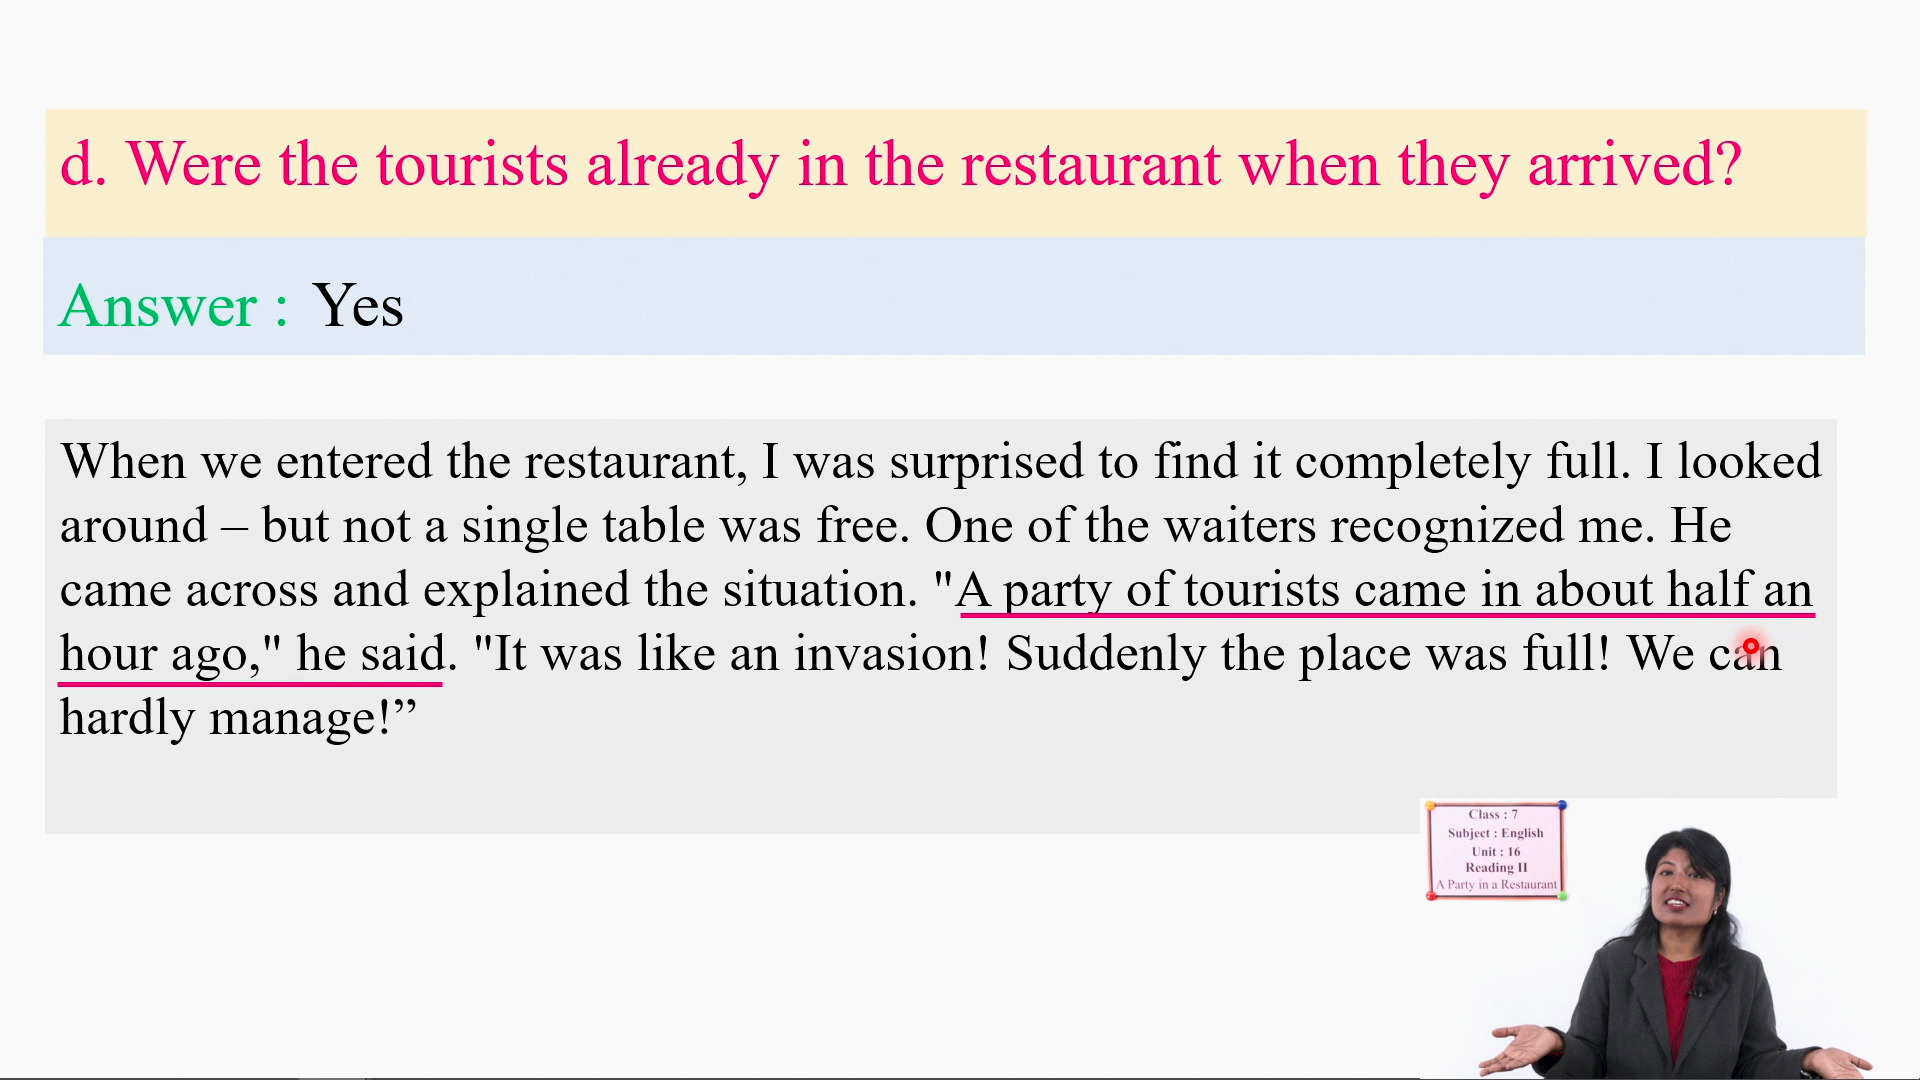 d. Were the tourists already in the restaurant when they arrived?
Answer : Yes
When we entered the restaurant, I was surprised to find it completely full. I looked
around – but not a single table was free. One of the waiters recognized me. He
came across and explained the situation. "A party of tourists came in about half an
hour ago," he said. "It was like an invasion! Suddenly the place was full! We can
hardly manage!”
Class : 7
Subject : English
Unit : 16
Reading II
A Party in a Restaurant